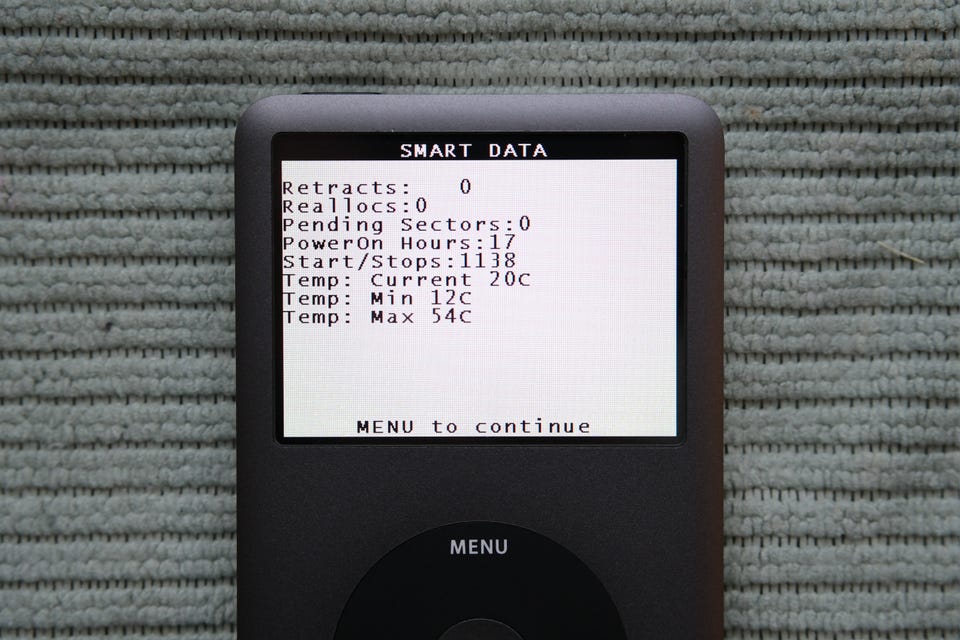 SMART DATA
Retracts: 0
Reallocs:0
Pending Sectors:0
PowerOn Hours:17
Start/Stops:1138
Temp: Current 20C
Temp: Min 12C
Temp: Max 54C
MENU to continue
MENU